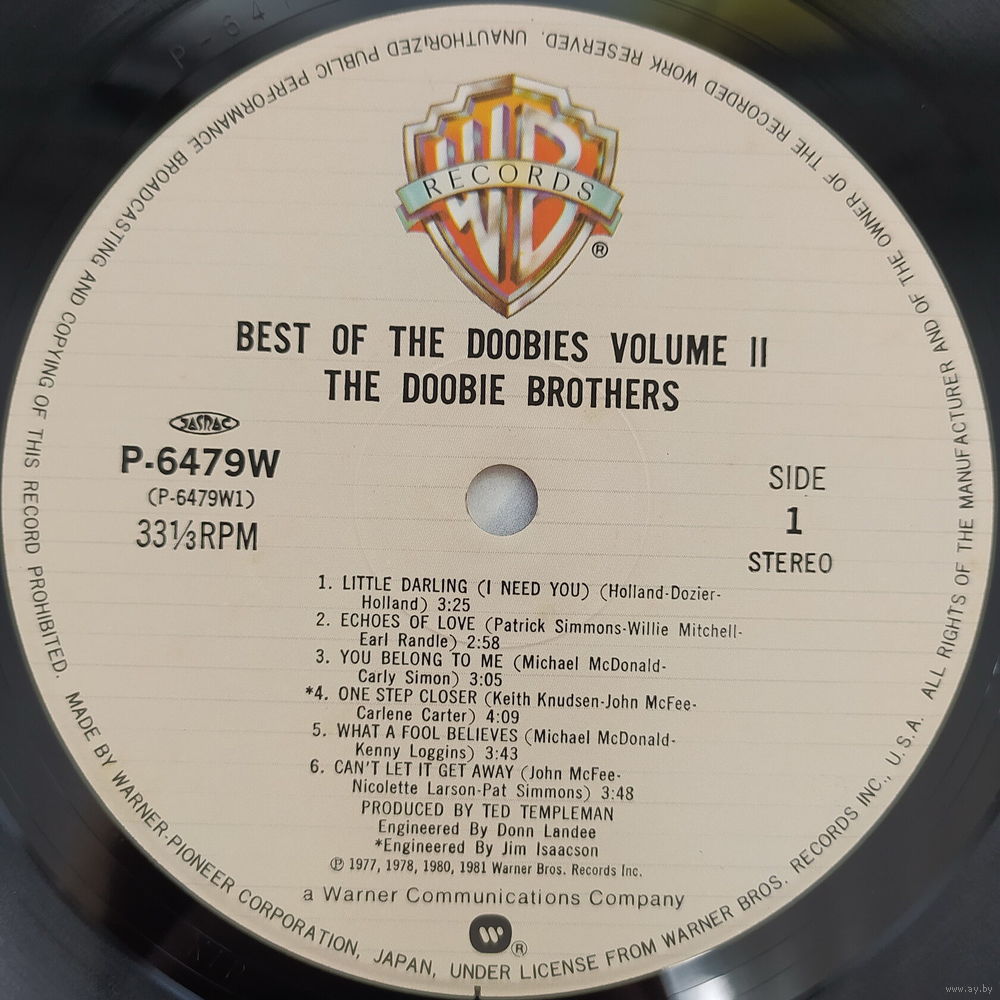 WB
RECORDS
®
BEST OF THE DOOBIES VOLUME II
THE DOOBIE BROTHERS
JASRAC
P-6479W
(P-6479W1)
33⅓RPM
SIDE
1
STEREO
1. LITTLE DARLING (I NEED YOU) (Holland-Dozier-
Holland) 3:25
2. ECHOES OF LOVE (Patrick Simmons-Willie Mitchell-
Earl Randle) 2:58
3. YOU BELONG TO ME (Michael McDonald-
Carly Simon) 3:05
*4. ONE STEP CLOSER (Keith Knudsen-John McFee-
Carlene Carter) 4:09
5. WHAT A FOOL BELIEVES (Michael McDonald-
Kenny Loggins) 3:43
6. CAN'T LET IT GET AWAY (John McFee-
Nicolette Larson-Pat Simmons) 3:48
PRODUCED BY TED TEMPLEMAN
Engineered By Donn Landee
*Engineered By Jim Isaacson
℗ 1977, 1978, 1980, 1981 Warner Bros. Records Inc.
a Warner Communications Company
®
MADE BY WARNER-PIONEER CORPORATION, JAPAN, UNDER LICENSE FROM WARNER BROS. RECORDS INC., U.S.A. ALL RIGHTS OF THE MANUFACTURER AND OF THE OWNER OF THE RECORDED WORK RESERVED. UNAUTHORIZED PUBLIC PERFORMANCE BROADCASTING AND COPYING OF THIS RECORD PROHIBITED.
www.ay.by